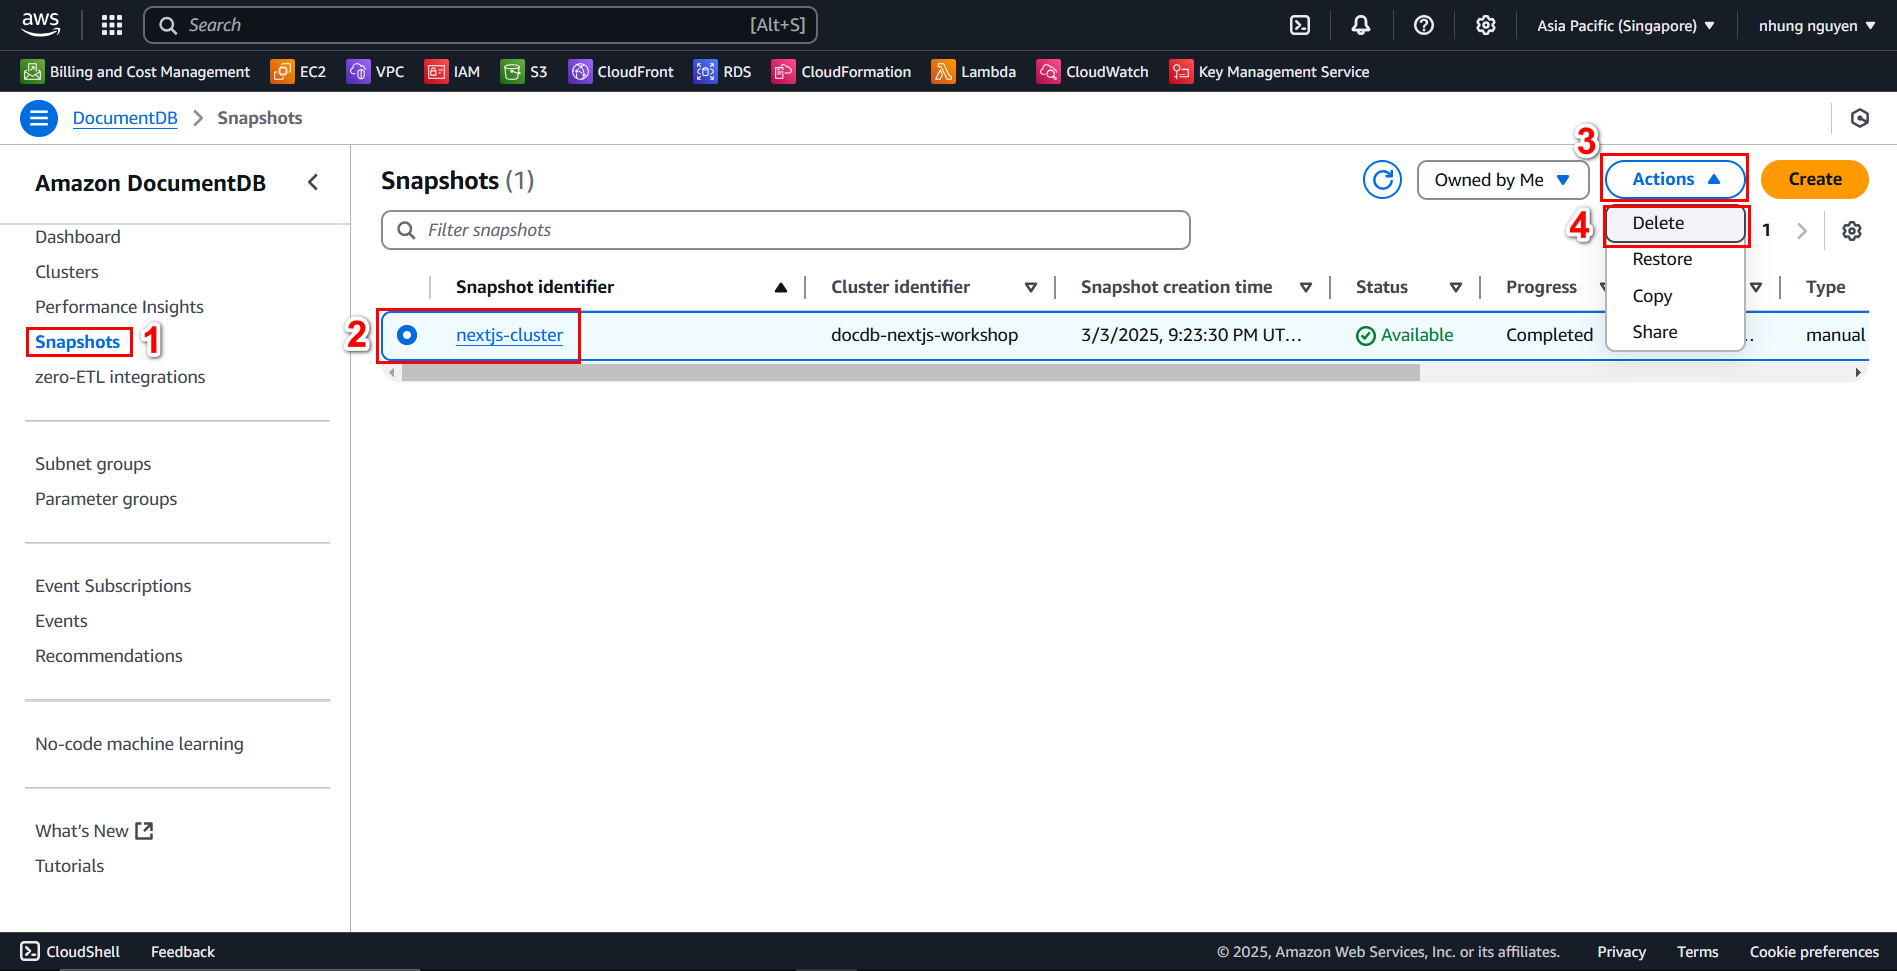 aws Search [Alt+S] Asia Pacific (Singapore) nhung nguyen
Billing and Cost Management EC2 VPC IAM S3 CloudFront RDS CloudFormation Lambda CloudWatch Key Management Service
DocumentDB Snapshots
Amazon DocumentDB
Dashboard
Clusters
Performance Insights
Snapshots 1
zero-ETL integrations
Subnet groups
Parameter groups
Event Subscriptions
Events
Recommendations
No-code machine learning
What's New
Tutorials
Snapshots (1) Owned by Me 3 Actions Create
Filter snapshots 4 Delete 1
Restore
Copy
Share
Snapshot identifier Cluster identifier Snapshot creation time Status Progress Type
2 nextjs-cluster docdb-nextjs-workshop 3/3/2025, 9:23:30 PM UT... Available Completed .. manual
CloudShell Feedback © 2025, Amazon Web Services, Inc. or its affiliates. Privacy Terms Cookie preferences